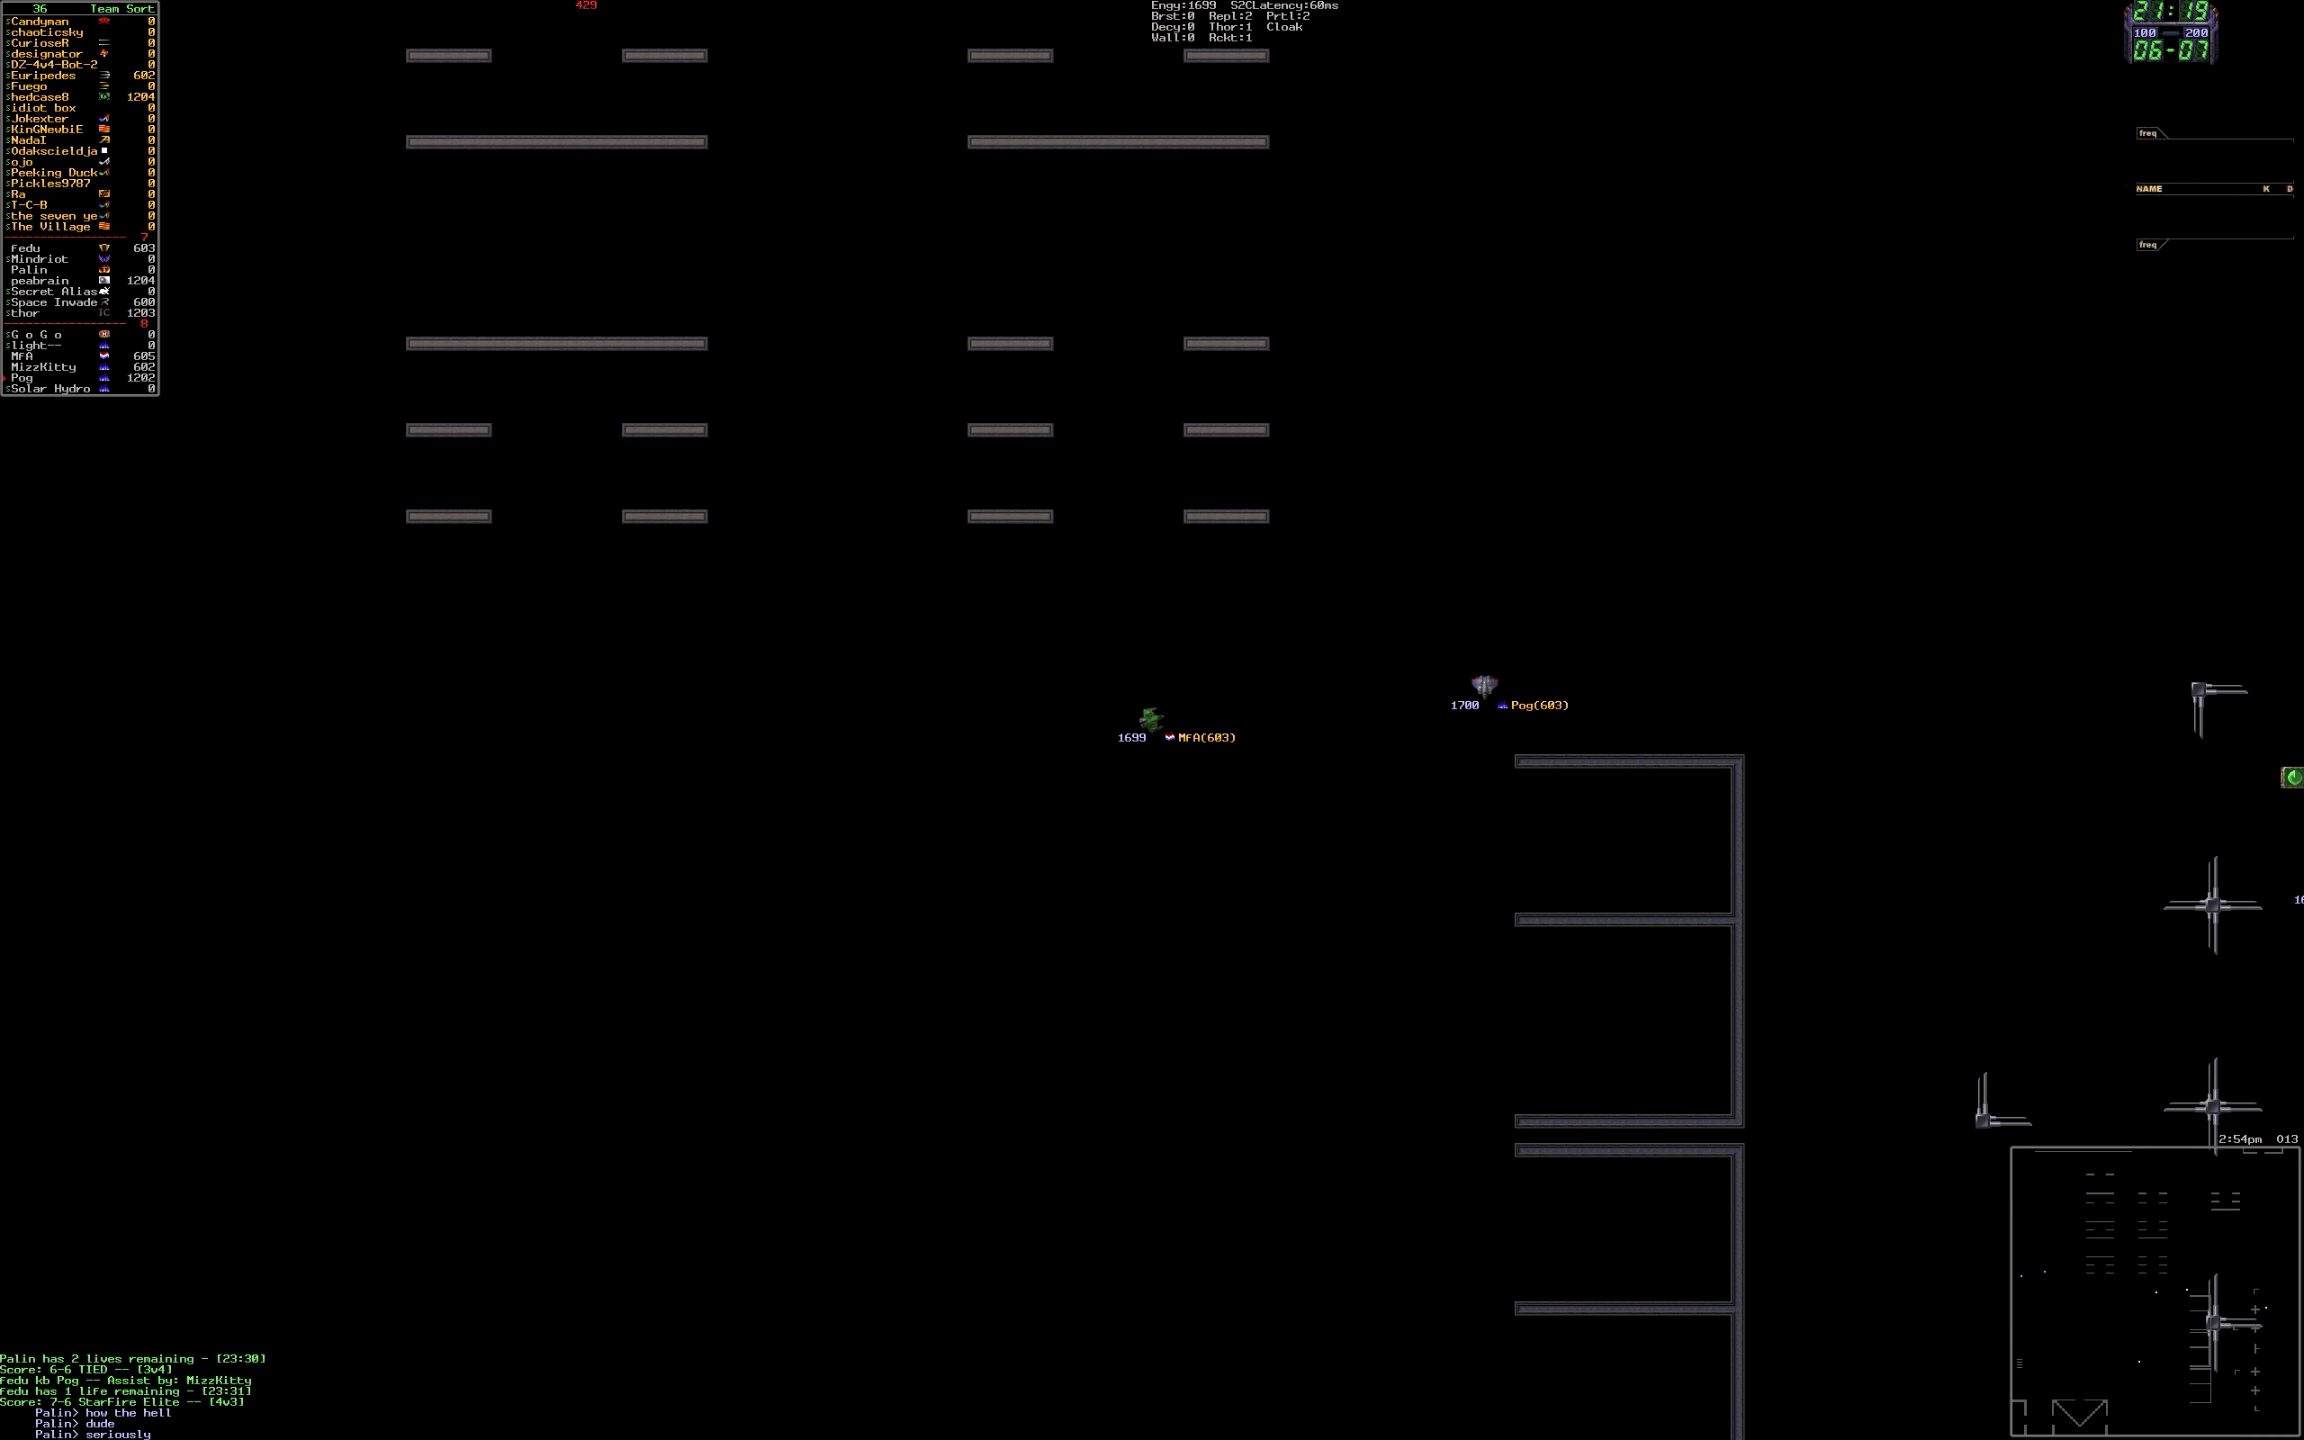 36 Team Sort
Candyman 0
chaoticsky 0
CurioseR 0
designator 0
DZ-4v4-Bot-2 0
Euripedes 602
Fuego 0
hedcase8 1204
idiot box 0
Jokexter 0
KinGNewbiE 0
NadaI 0
Odakscieldja 0
ojo 0
Peeking Duck 0
Pickles9787 0
Ra 0
T-C-B 0
the seven ye 0
The Village 0
7
Fedu 603
Mindriot 0
Palin 0
peabrain 1204
Secret Alias 0
Space Invade 600
thor 1203
8
G o G o 0
light-- 0
MfA 605
MizzKitty 602
Pog 1202
Solar Hydro 0
429
Engy:1699 S2CLatency:60ms
Brst:0 Repl:2 Prtl:2
Decy:0 Thor:1 Cloak
Wall:0 Rckt:1
21:19
100 200
06-07
freq
NAME K D
freq
1700 Pog(603)
1699 MfA(603)
2:54pm 013
Palin has 2 lives remaining - [23:30]
Score: 6-6 TIED -- [3v4]
Fedu kb Pog -- Assist by: MizzKitty
Fedu has 1 life remaining - [23:31]
Score: 7-6 StarFire Elite -- [4v3]
Palin> how the hell
Palin> dude
Palin> seriously